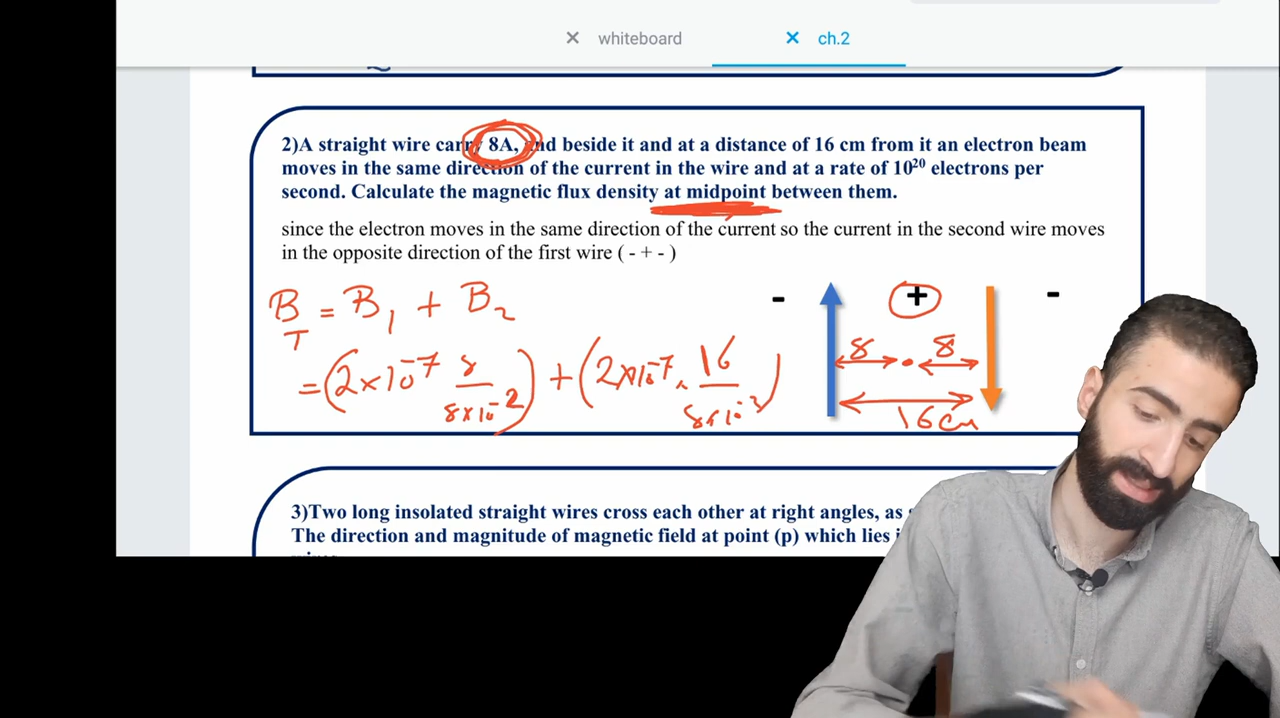 × whiteboard × ch.2
2)A straight wire carry 8A, and beside it and at a distance of 16 cm from it an electron beam
moves in the same direction of the current in the wire and at a rate of 10²⁰ electrons per
second. Calculate the magnetic flux density at midpoint between them.
since the electron moves in the same direction of the current so the current in the second wire moves
in the opposite direction of the first wire ( - + - )
B_T = B₁ + B₂
= (2×10⁻⁷ 8/8×10⁻²) + (2×10⁻⁷ × 16/8×10⁻²)
- + -
8 8
16cm
3)Two long insulated straight wires cross each other at right angles, as
The direction and magnitude of magnetic field at point (p) which lies